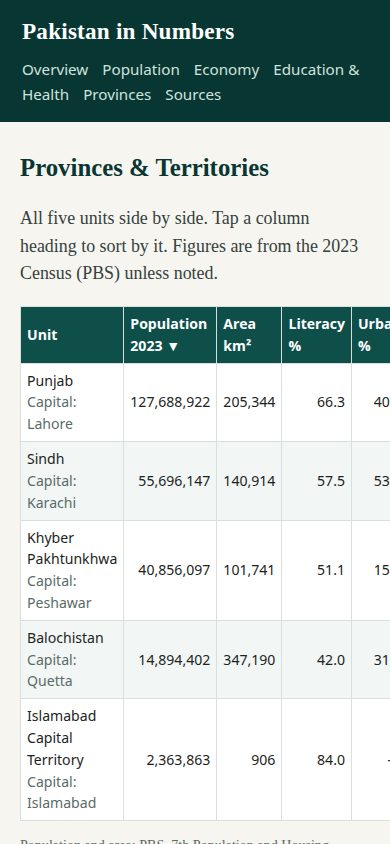 Pakistan in Numbers
Overview Population Economy Education &
Health Provinces Sources
Provinces & Territories
All five units side by side. Tap a column
heading to sort by it. Figures are from the 2023
Census (PBS) unless noted.
Unit Population 2023 ▼ Area km² Literacy %
Punjab Capital: Lahore 127,688,922 205,344 66.3
Sindh Capital: Karachi 55,696,147 140,914 57.5
Khyber Pakhtunkhwa Capital: Peshawar 40,856,097 101,741 51.1
Balochistan Capital: Quetta 14,894,402 347,190 42.0
Islamabad Capital Territory Capital: Islamabad 2,363,863 906 84.0